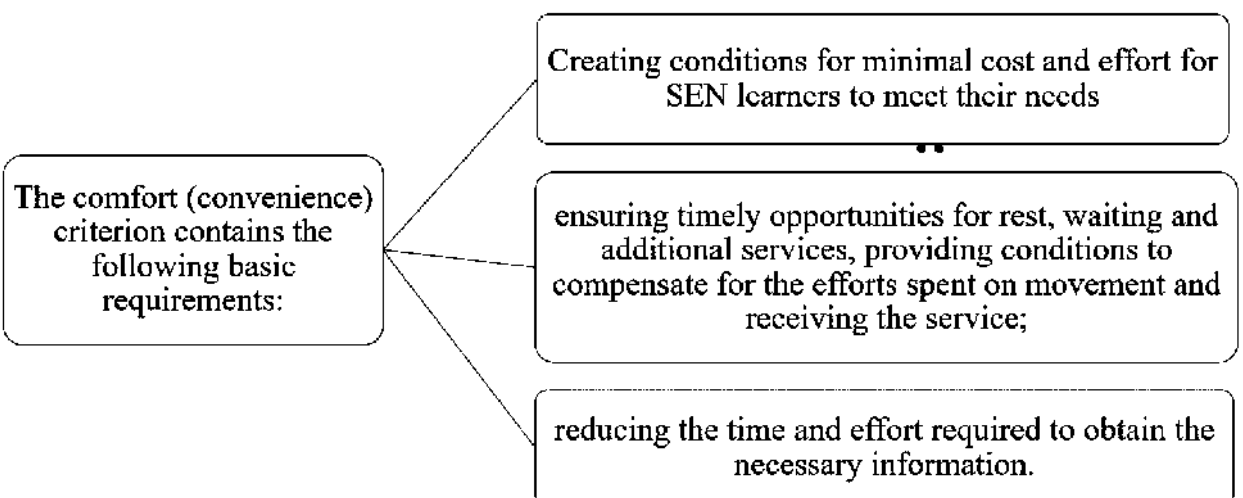 The comfort (convenience)
criterion contains the
following basic
requirements:
Creating conditions for minimal cost and effort for
SEN learners to meet their needs
ensuring timely opportunities for rest, waiting and
additional services, providing conditions to
compensate for the efforts spent on movement and
receiving the service;
reducing the time and effort required to obtain the
necessary information.